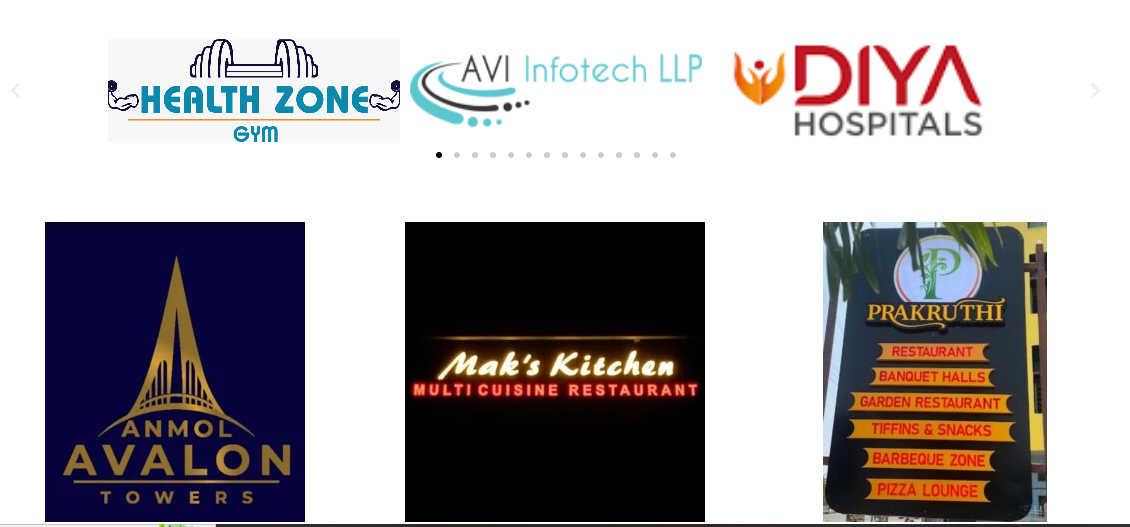 HEALTH ZONE
GYM
AVI Infotech LLP
DIYA
HOSPITALS
ANMOL
AVALON
TOWERS
Mak's Kitchen
MULTI CUISINE RESTAURANT
P
PRAKRUTHI
RESTAURANT
BANQUET HALLS
GARDEN RESTAURANT
TIFFINS & SNACKS
BARBEQUE ZONE
PIZZA LOUNGE